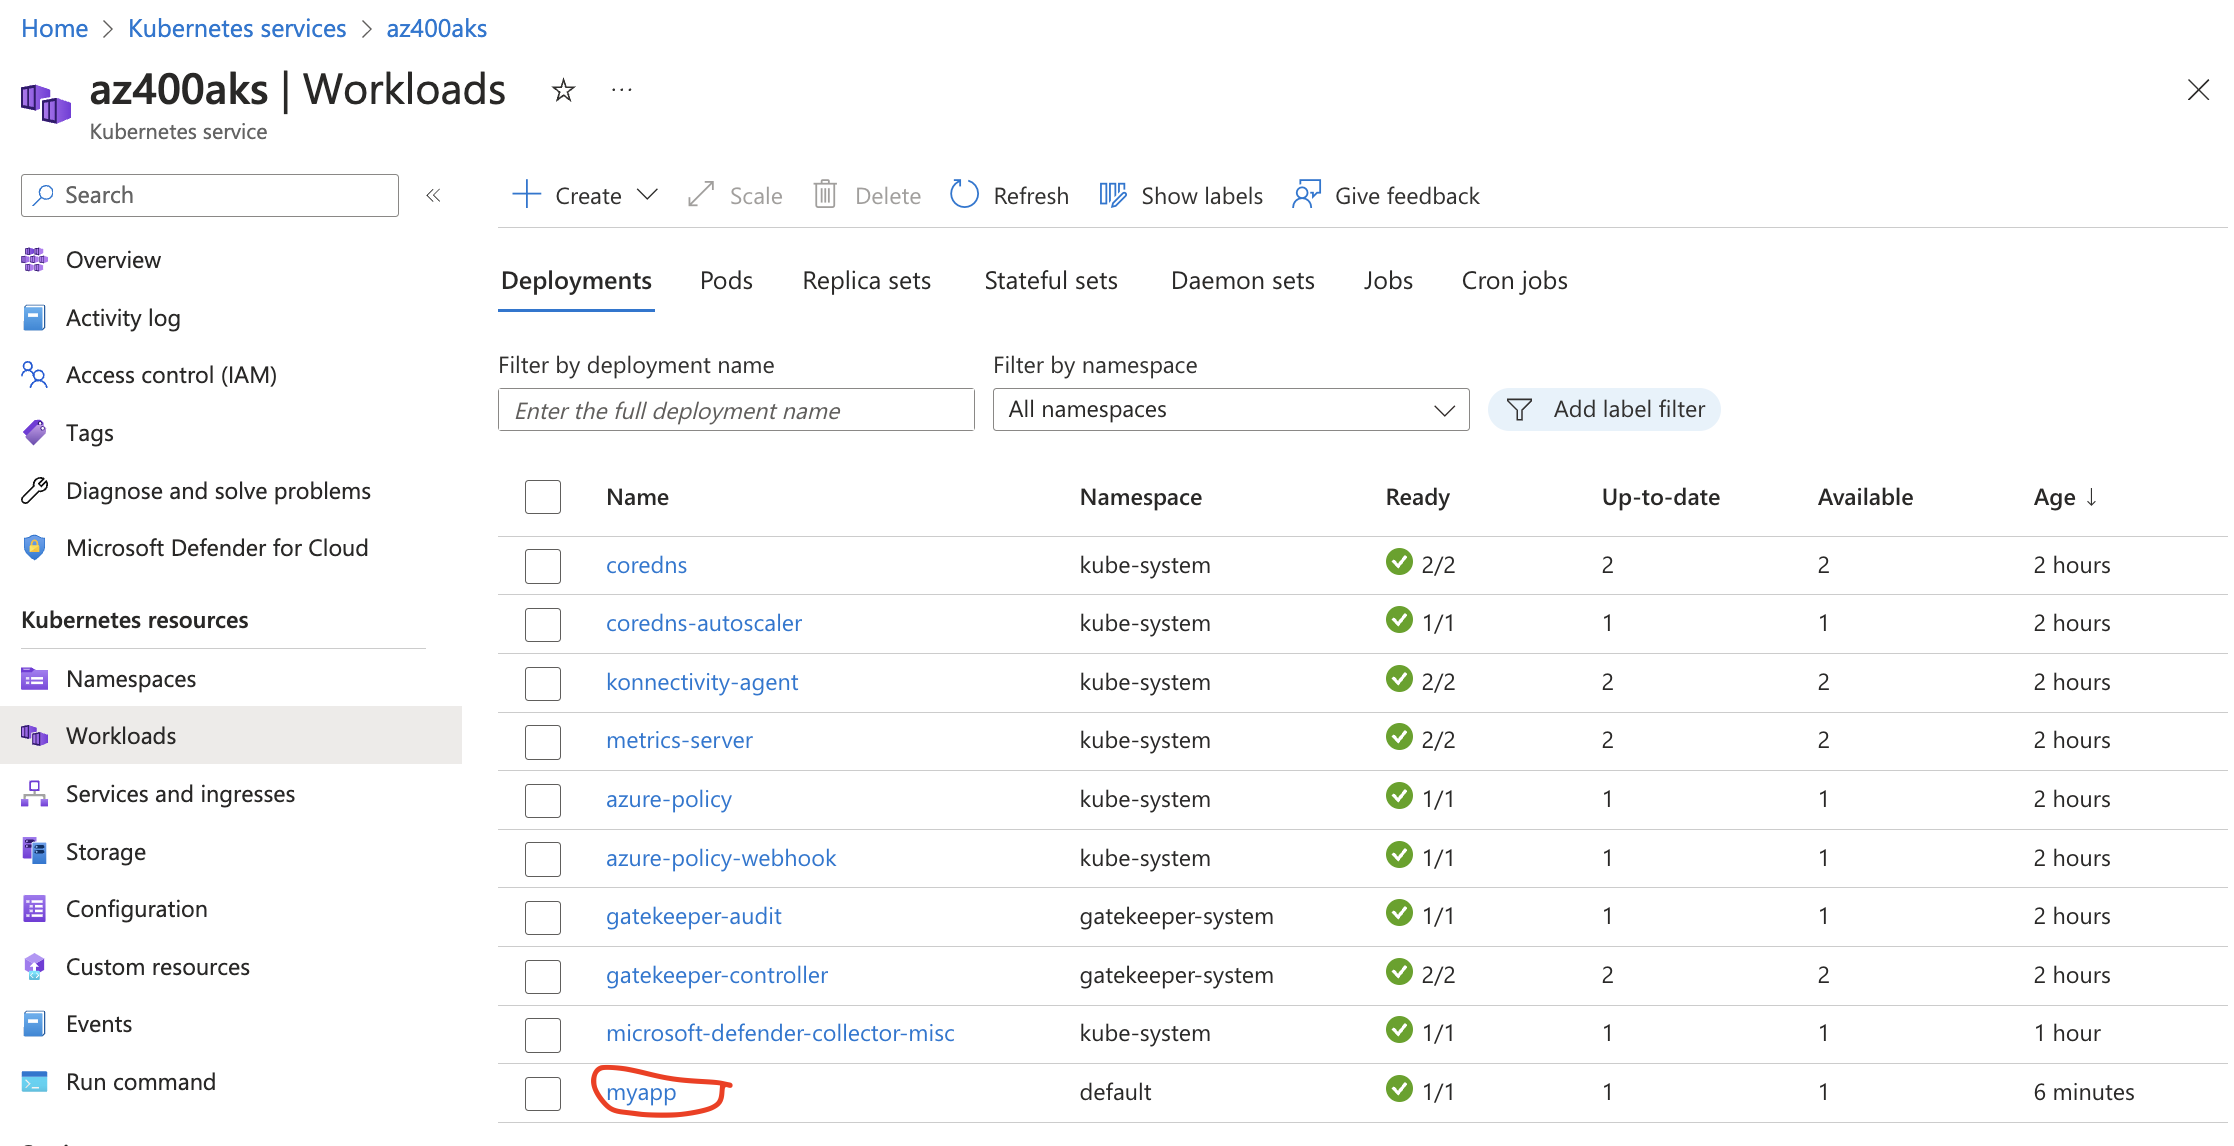 Home > Kubernetes services > az400aks
az400aks | Workloads ☆ ...
Kubernetes service
Search «
Overview
Activity log
Access control (IAM)
Tags
Diagnose and solve problems
Microsoft Defender for Cloud
Kubernetes resources
Namespaces
Workloads
Services and ingresses
Storage
Configuration
Custom resources
Events
Run command
Create Scale Delete Refresh Show labels Give feedback
Deployments Pods Replica sets Stateful sets Daemon sets Jobs Cron jobs
Filter by deployment name Filter by namespace
Enter the full deployment name All namespaces Add label filter
Name Namespace Ready Up-to-date Available Age ↓
coredns kube-system 2/2 2 2 2 hours
coredns-autoscaler kube-system 1/1 1 1 2 hours
konnectivity-agent kube-system 2/2 2 2 2 hours
metrics-server kube-system 2/2 2 2 2 hours
azure-policy kube-system 1/1 1 1 2 hours
azure-policy-webhook kube-system 1/1 1 1 2 hours
gatekeeper-audit gatekeeper-system 1/1 1 1 2 hours
gatekeeper-controller gatekeeper-system 2/2 2 2 2 hours
microsoft-defender-collector-misc kube-system 1/1 1 1 1 hour
myapp default 1/1 1 1 6 minutes